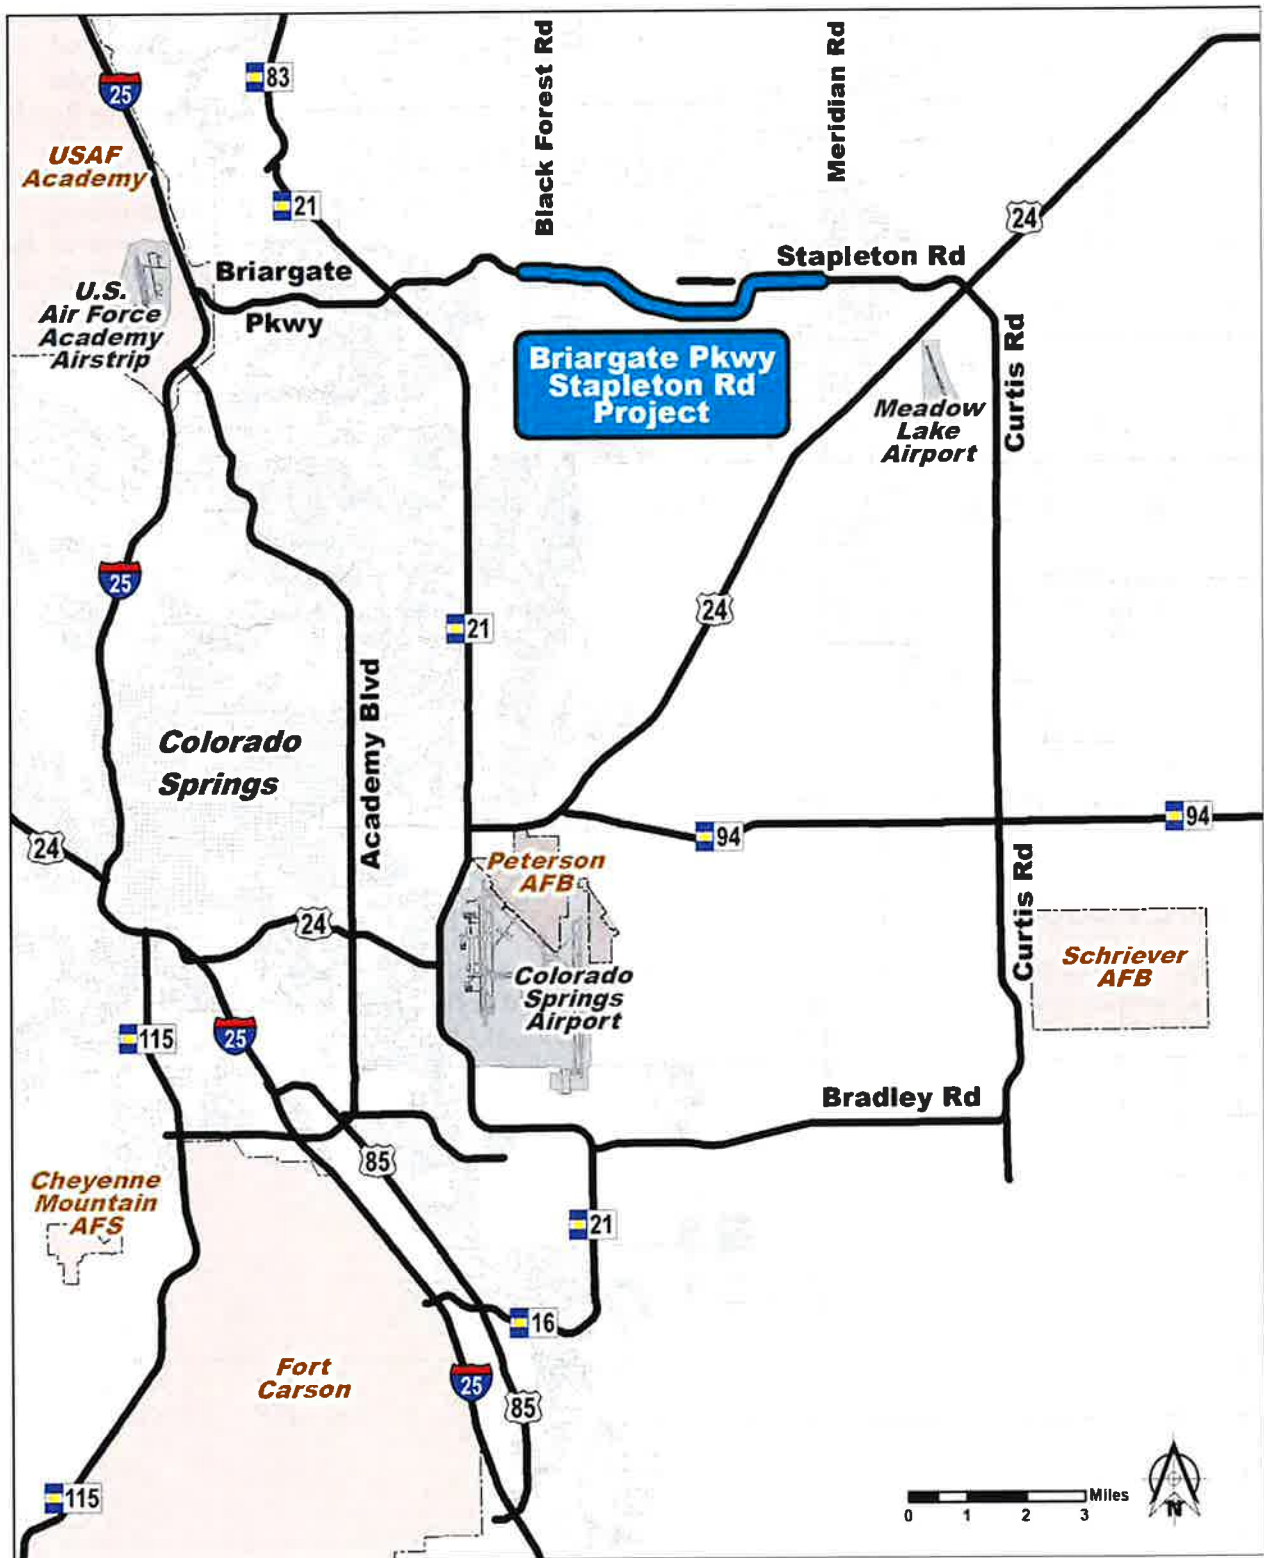 Black Forest Rd
Meridian Rd
25
83
USAF
Academy
21
24
Stapleton Rd
Briargate
Pkwy
U.S.
Air Force
Academy
Airstrip
Briargate Pkwy
Stapleton Rd
Project
Curtis Rd
Meadow
Lake
Airport
25
24
21
Academy Blvd
Colorado
Springs
94
94
24
Peterson
AFB
Curtis Rd
24
Schriever
AFB
Colorado
Springs
Airport
115
25
Bradley Rd
85
Cheyenne
Mountain
AFS
21
16
Fort
Carson
25
85
115
Miles
0 1 2 3
N